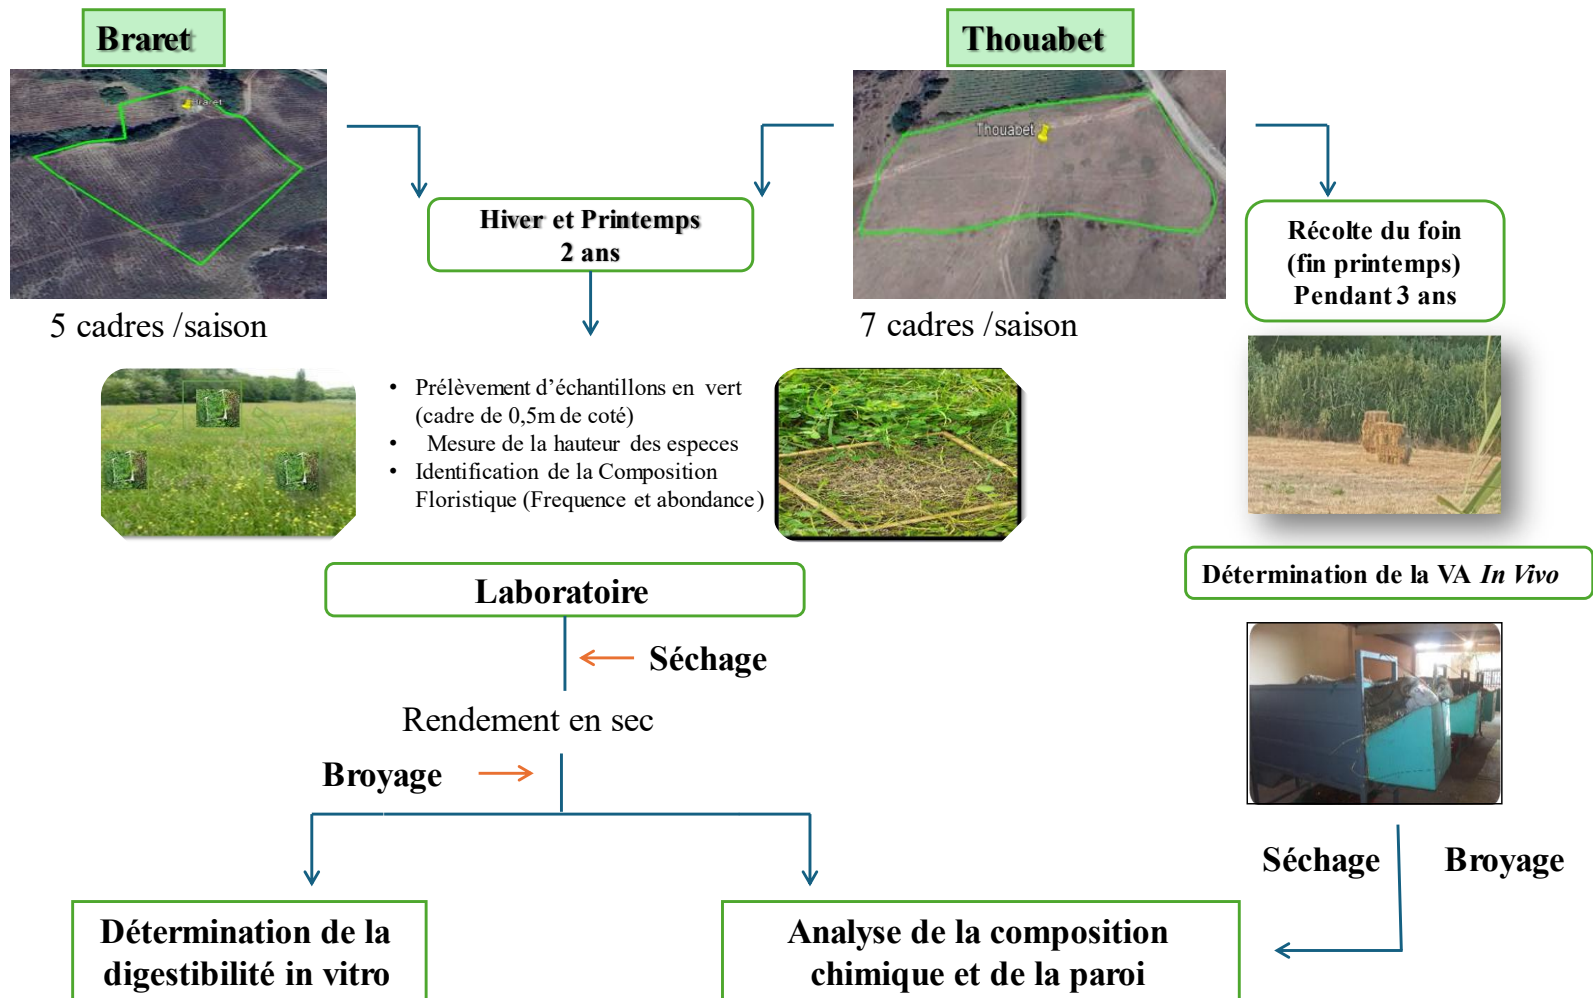 Braret
Thouabet
Braret
Thouabet
Hiver et Printemps
2 ans
Récolte du foin
(fin printemps)
Pendant 3 ans
5 cadres /saison
7 cadres /saison
• Prélèvement d’échantillons en vert
(cadre de 0,5m de coté)
• Mesure de la hauteur des especes
• Identification de la Composition
Floristique (Frequence et abondance)
Laboratoire
Détermination de la VA In Vivo
Séchage
Rendement en sec
Broyage
Séchage
Broyage
Détermination de la
digestibilité in vitro
Analyse de la composition
chimique et de la paroi